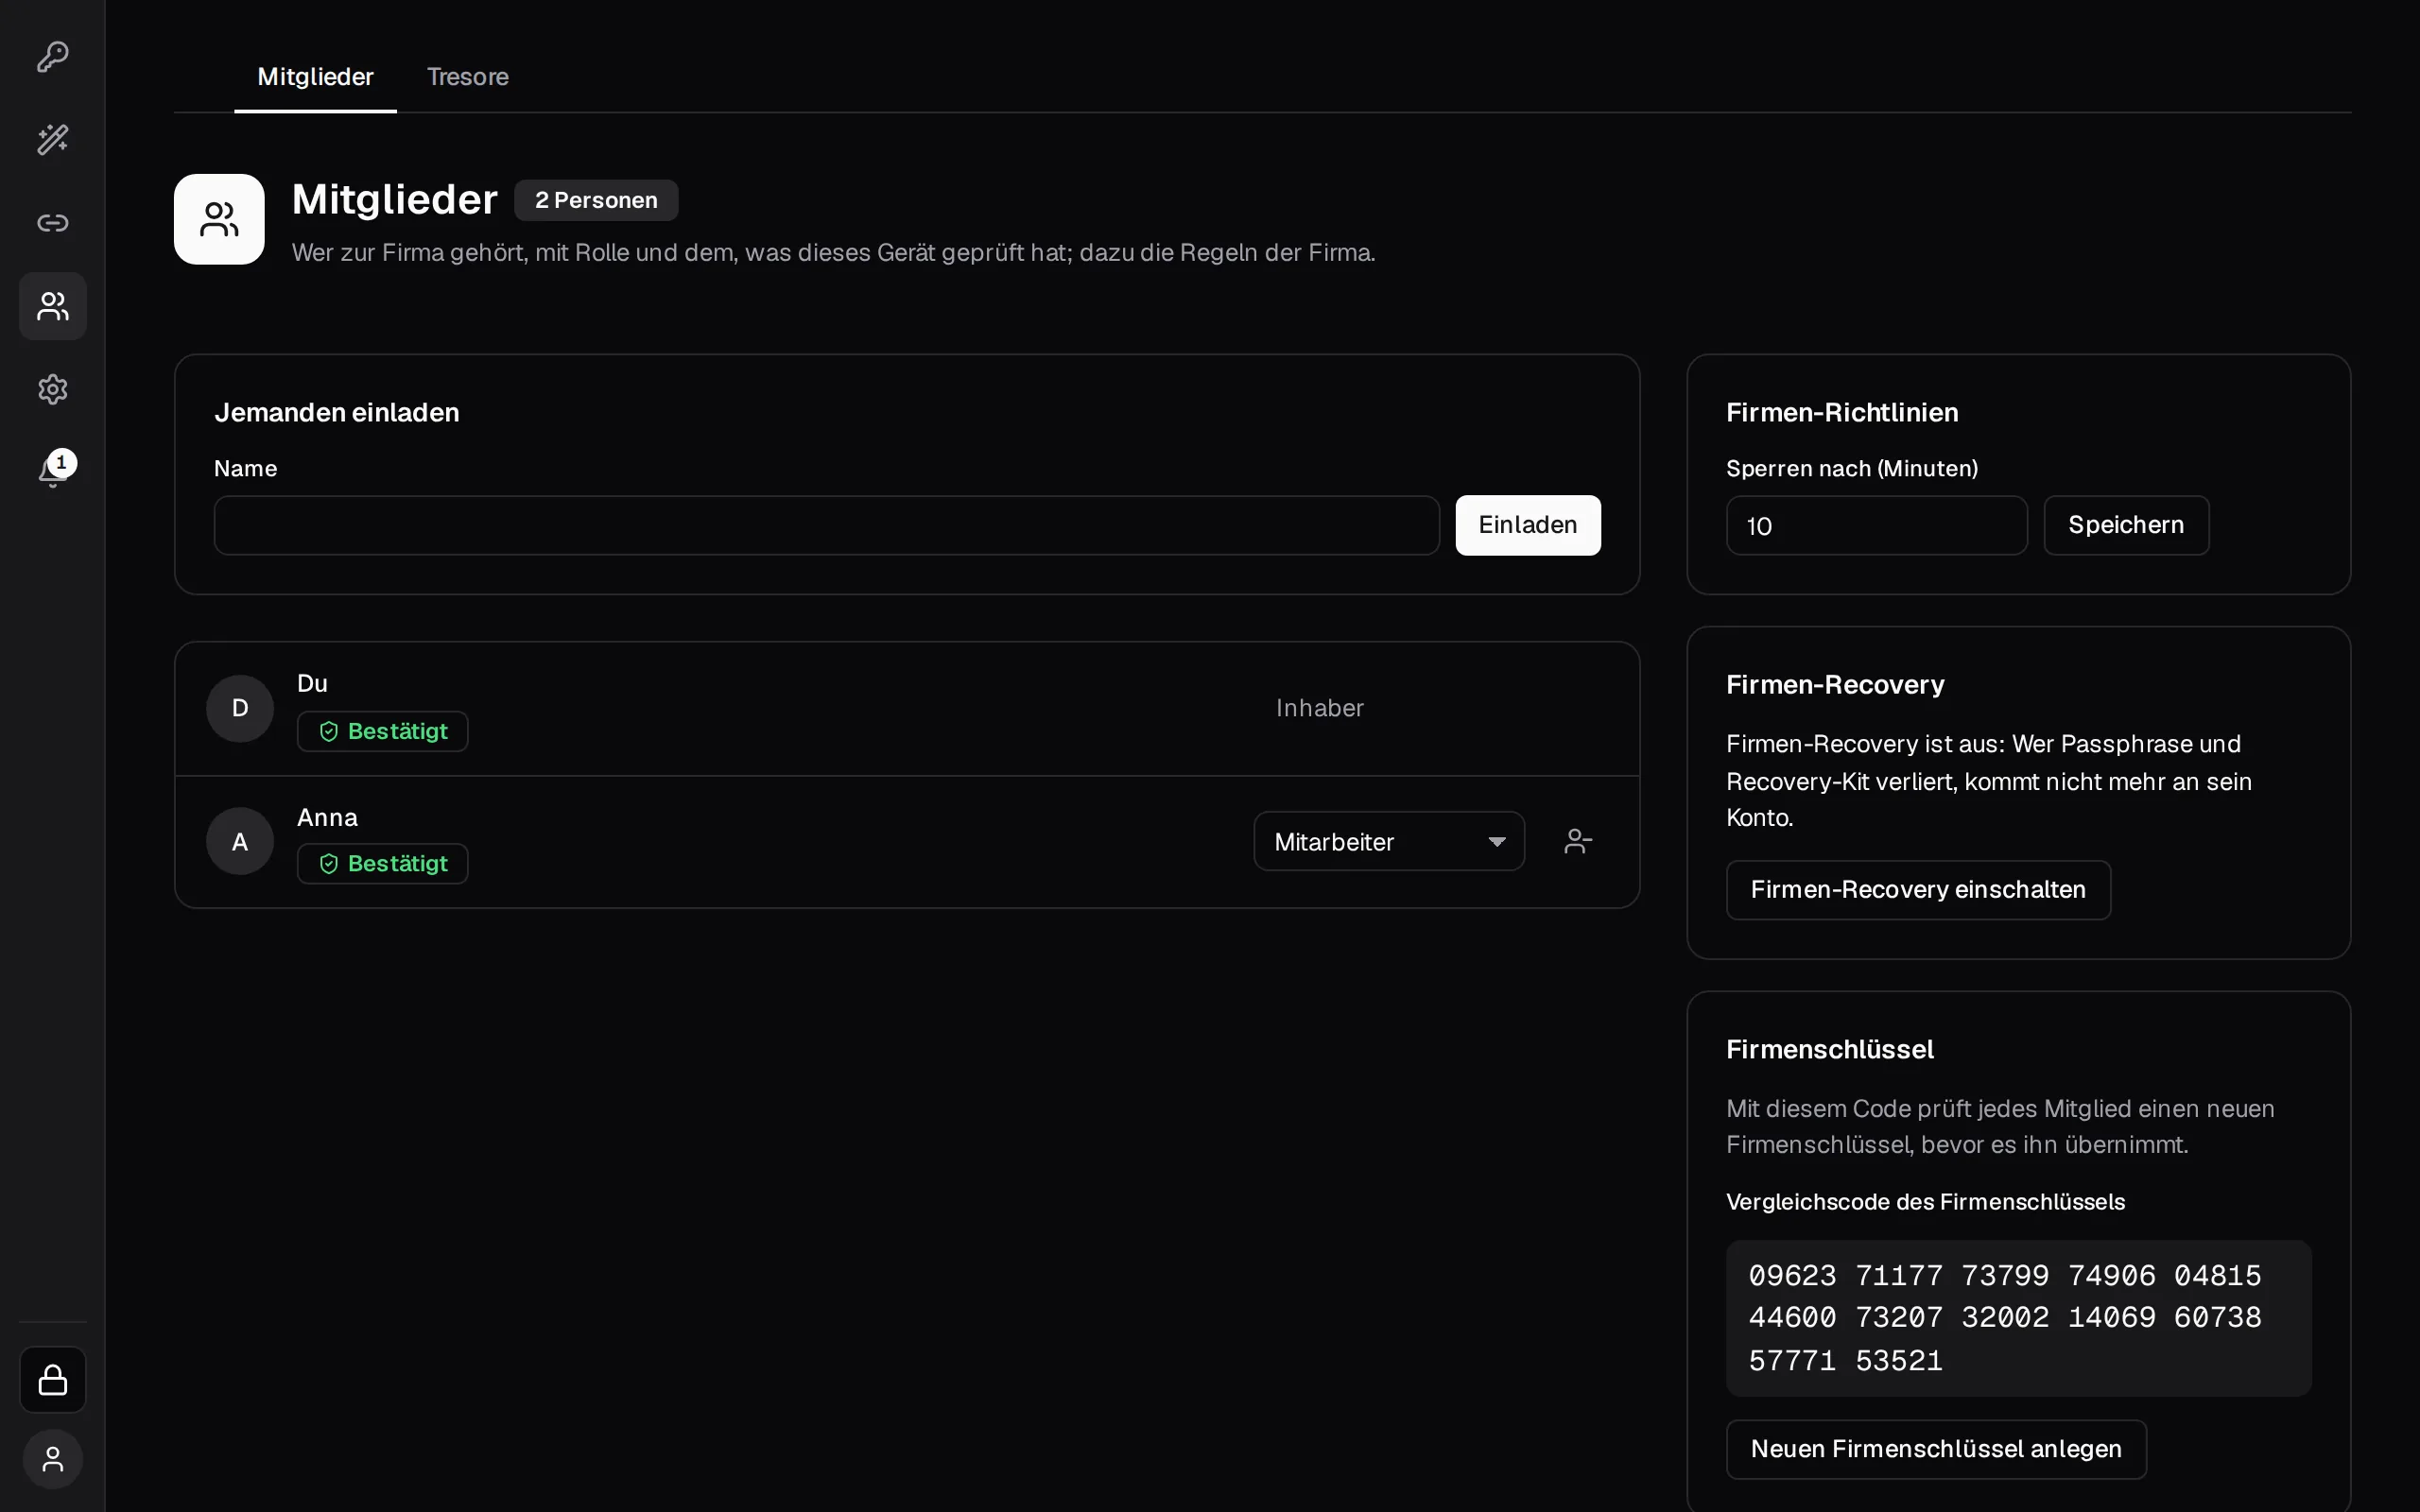 Mitglieder
Tresore
Mitglieder
2 Personen
Wer zur Firma gehört, mit Rolle und dem, was dieses Gerät geprüft hat; dazu die Regeln der Firma.
1
Jemanden einladen
Name
Einladen
D
Du
Bestätigt
Inhaber
A
Anna
Bestätigt
Mitarbeiter
Firmen-Richtlinien
Sperren nach (Minuten)
10
Speichern
Firmen-Recovery
Firmen-Recovery ist aus: Wer Passphrase und
Recovery-Kit verliert, kommt nicht mehr an sein
Konto.
Firmen-Recovery einschalten
Firmenschlüssel
Mit diesem Code prüft jedes Mitglied einen neuen
Firmenschlüssel, bevor es ihn übernimmt.
Vergleichscode des Firmenschlüssels
09623 71177 73799 74906 04815
44600 73207 32002 14069 60738
57771 53521
Neuen Firmenschlüssel anlegen